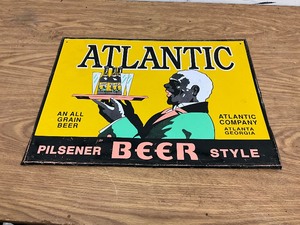 ATLANTIC
AN ALL
GRAIN
BEER
ATLANTIC
COMPANY
ATLANTA
GEORGIA
PILSENER BEER STYLE